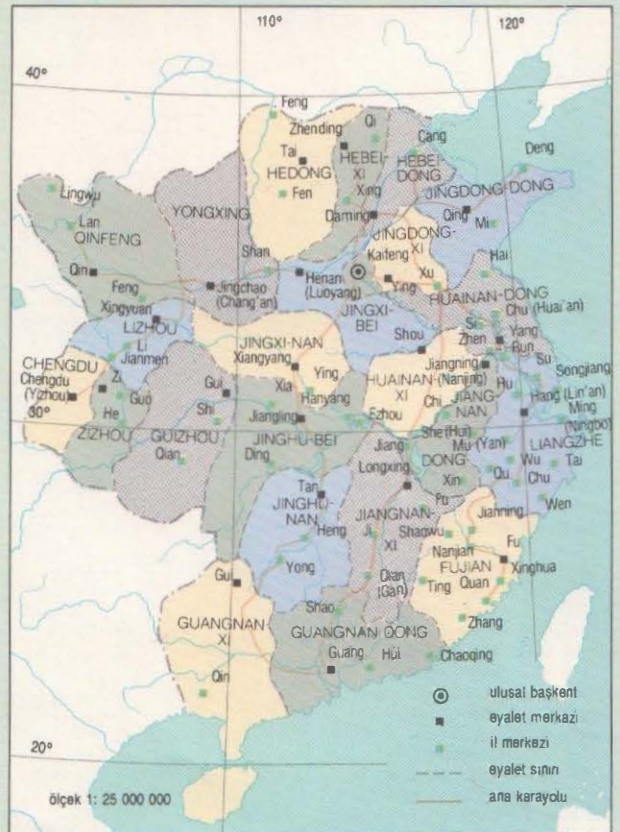 110°
120°
40°
Feng
Zhending
Qi
Cang
Deng
Tai
HEDONG
HEBEI-
XI
HEBEI-
DONG
Lingwu
Fen
Xing
JINGDONG-DONG
YONGXING
Daming
Qing
Mi
Lan
QINFENG
JINGDONG-
XI
Shan
Kaifeng
Hai
Qin
Henan
(Luoyang)
Ying
Xu
Feng
Jingchao
(Chang'an)
HUAINAN-DONG
Xingyuan
JINGXI-
BEI
Chu (Huai'an)
LIZHOU
Si
Yang
Li
JINGXI-NAN
Shou
Zhen
Run
Jianmen
Xiangyang
Ying
Jiangning
(Nanjing)
Su
CHENGDU
Songjiang
Chengdu
(Yizhou)
Zi
Guo
Gui
Xia
Hanyang
HUAINAN-
XI
Chi
JIANG-
NAN
Hu
Hang (Lin'an)
30°
He
Shi
Jiangling
Ezhou
Ming
(Ningbo)
ZIZHOU
GUIZHOU
JINGHU-BEI
She (Hui)
Mu (Yan)
LIANGZHE
Qian
Ding
Jiang
DONG
Wu
Tai
Longxing
Xin
Qu
Chu
Tan
Fu
Wen
JINGHU-
NAN
JIANGNAN-
XI
Jianning
Heng
Ji
Shaowu
Fu
Nanjian
Xinghua
Yong
FUJIAN
Gui
Qian
(Gan)
Ting
Quan
Shao
Zhang
GUANGNAN-
XI
GUANGNAN DONG
Guang
Hui
Chaoqing
Qin
ulusal başkent
eyalet merkezi
il merkezi
20°
eyalet sınırı
ölçek 1: 25 000 000
ana karayolu